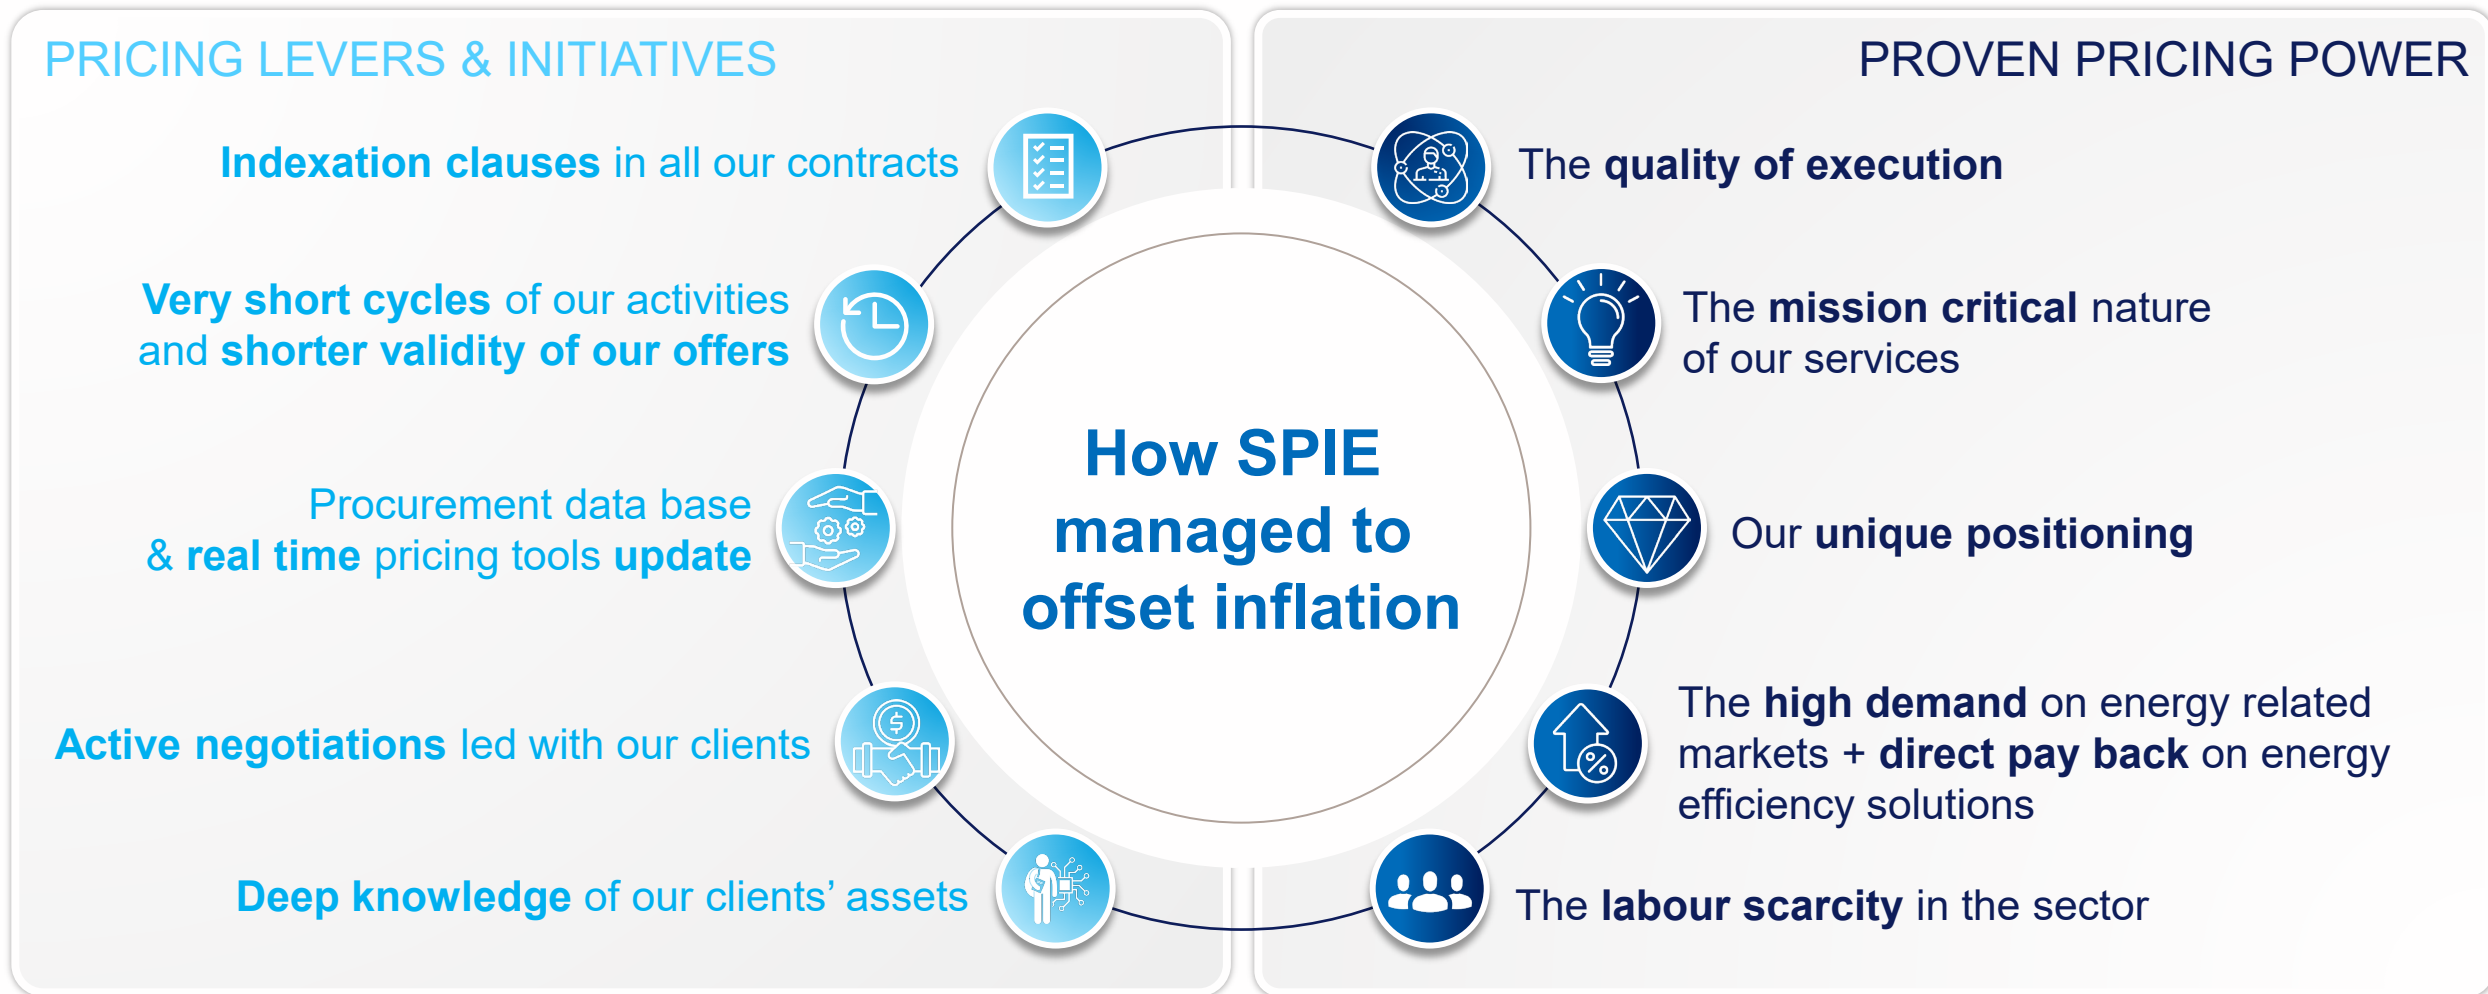 PRICING LEVERS & INITIATIVES
Indexation clauses in all our contracts
Very short cycles of our activities
and shorter validity of our offers
Procurement data base
& real time pricing tools update
Active negotiations led with our clients
Deep knowledge of our clients’ assets
How SPIE
managed to
offset inflation
PROVEN PRICING POWER
The quality of execution
The mission critical nature
of our services
Our unique positioning
The high demand on energy related
markets + direct pay back on energy
efficiency solutions
The labour scarcity in the sector